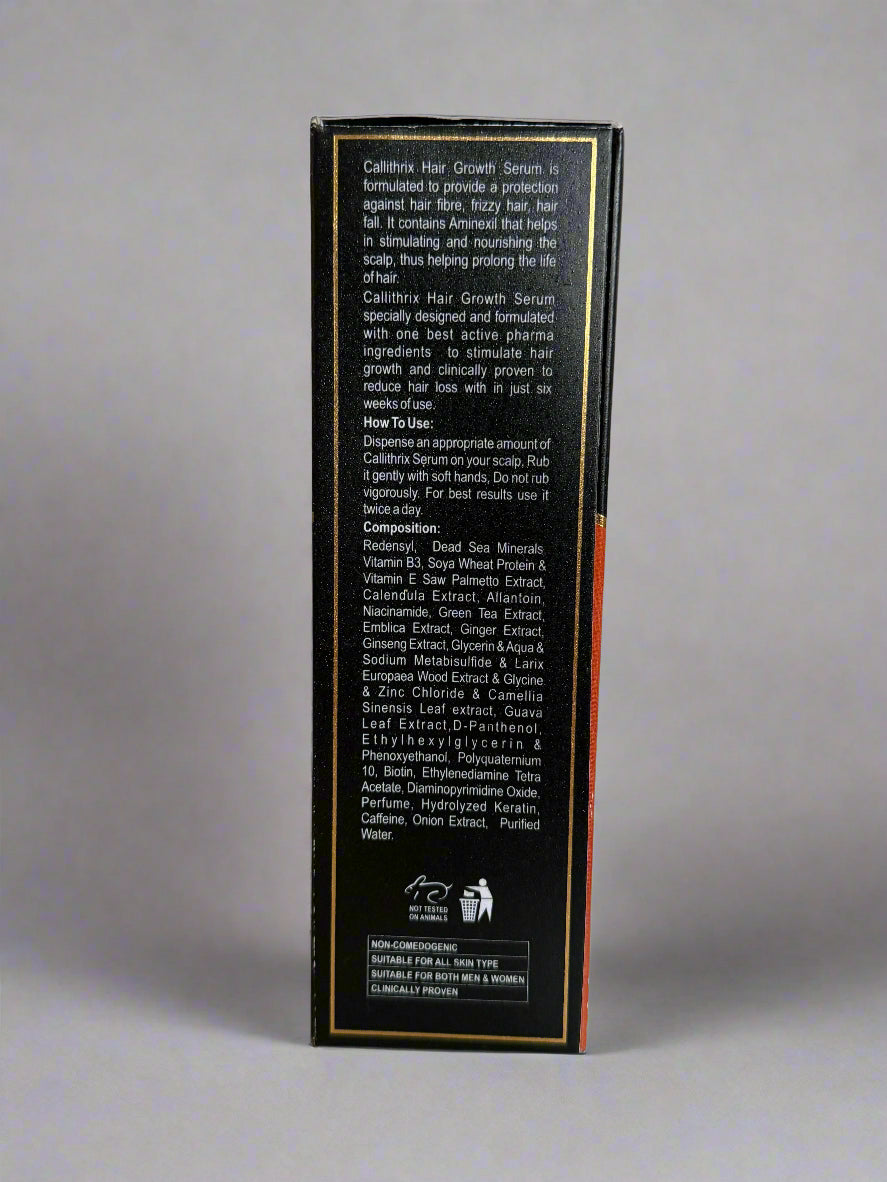 Callithrix Hair Growth Serum is
formulated to provide a protection
against hair fibre, frizzy hair, hair
fall. It contains Aminexil that helps
in stimulating and nourishing the
scalp, thus helping prolong the life
of hair.
Callithrix Hair Growth Serum
specially designed and formulated
with one best active pharma
ingredients to stimulate hair
growth and clinically proven to
reduce hair loss with in just six
weeks of use.
How To Use:
Dispense an appropriate amount of
Callithrix Serum on your scalp, Rub
it gently with soft hands, Do not rub
vigorously. For best results use it
twice a day.
Composition:
Redensyl, Dead Sea Minerals
Vitamin B3, Soya Wheat Protein &
Vitamin E Saw Palmetto Extract,
Calendula Extract, Allantoin,
Niacinamide, Green Tea Extract,
Emblica Extract, Ginger Extract,
Ginseng Extract, Glycerin & Aqua &
Sodium Metabisulfide & Larix
Europaea Wood Extract & Glycine
& Zinc Chloride & Camellia
Sinensis Leaf extract, Guava
Leaf Extract, D-Panthenol,
Ethylhexylglycerin &
Phenoxyethanol, Polyquaternium
10, Biotin, Ethylenediamine Tetra
Acetate, Diaminopyrimidine Oxide,
Perfume, Hydrolyzed Keratin,
Caffeine, Onion Extract, Purified
Water.
NOT TESTED
ON ANIMALS
NON-COMEDOGENIC
SUITABLE FOR ALL SKIN TYPE
SUITABLE FOR BOTH MEN & WOMEN
CLINICALLY PROVEN